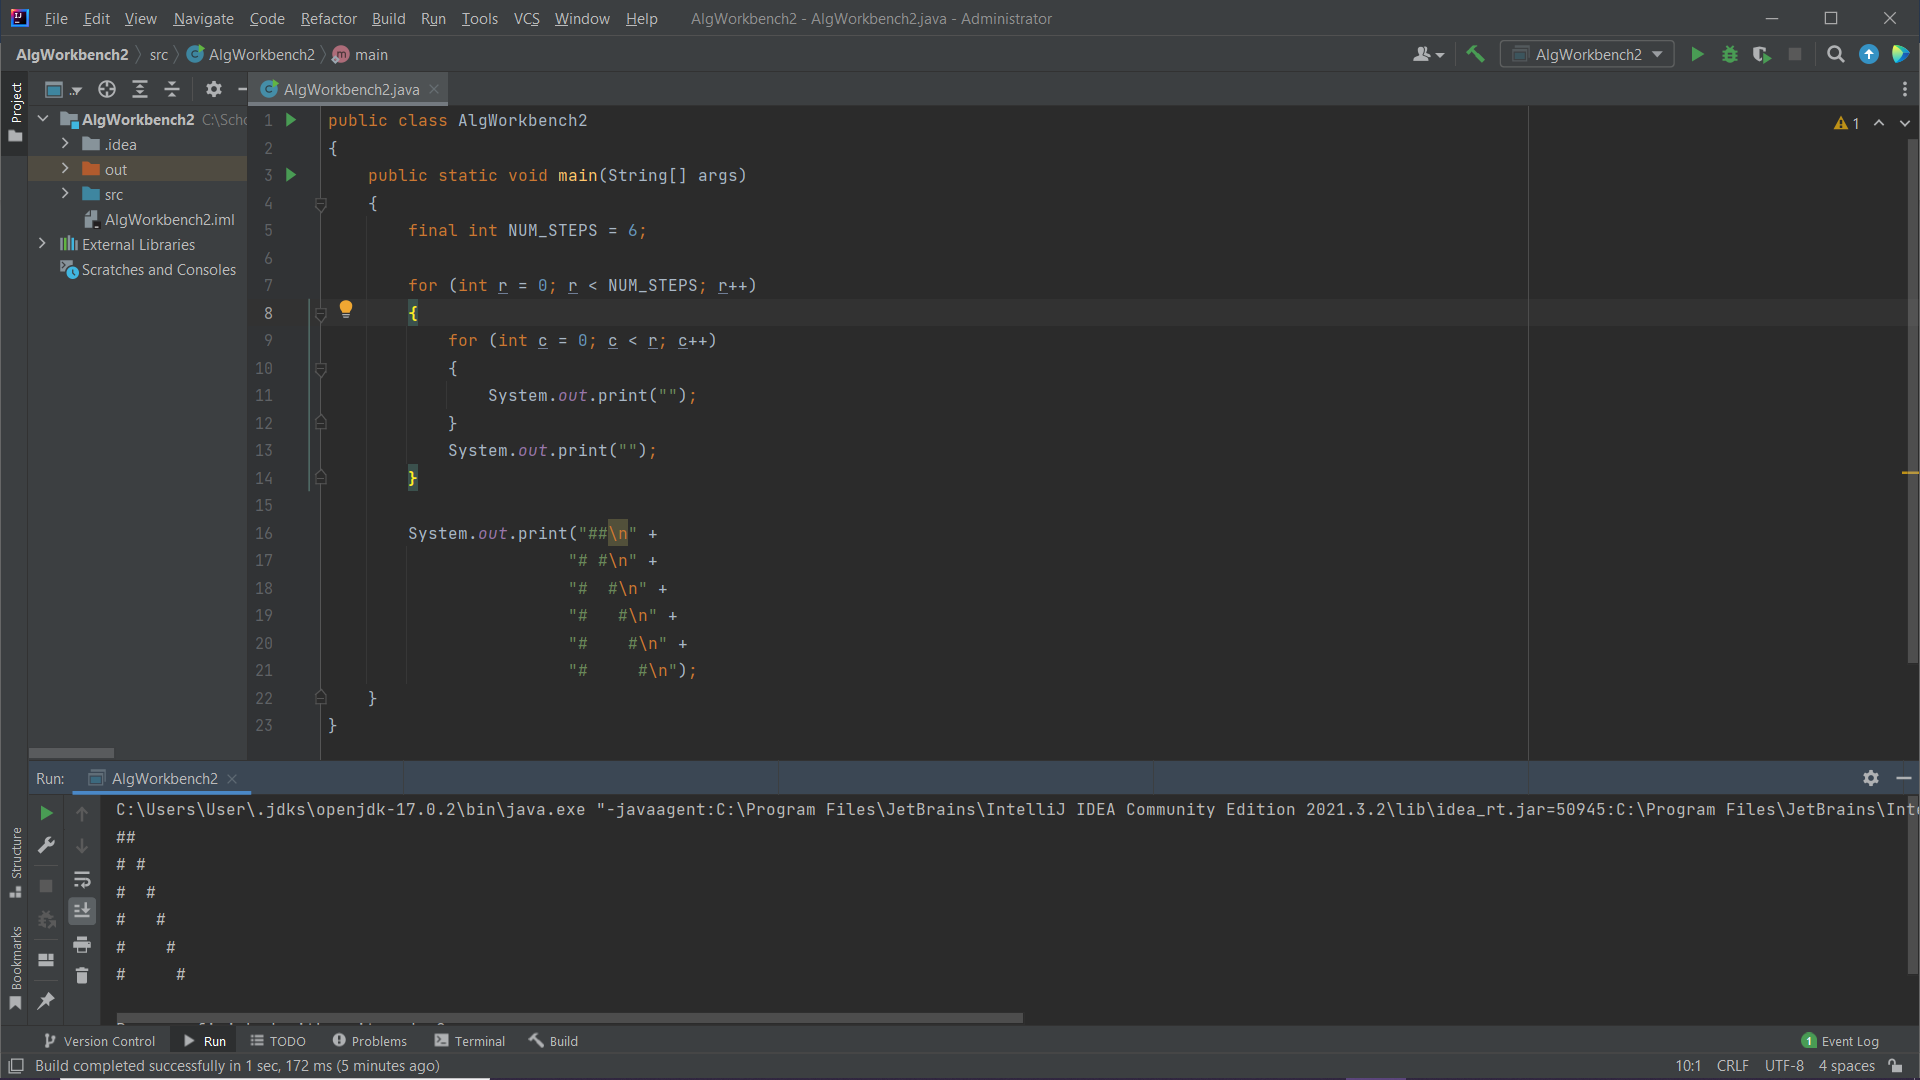 File Edit View Navigate Code Refactor Build Run Tools VCS Window Help AlgWorkbench2 - AlgWorkbench2.java - Administrator
AlgWorkbench2 src AlgWorkbench2 main AlgWorkbench2
Project
AlgWorkbench2.java
AlgWorkbench2 C:\Scho
.idea
out
src
AlgWorkbench2.iml
External Libraries
Scratches and Consoles
1
1 public class AlgWorkbench2
2 {
3     public static void main(String[] args)
4     {
5         final int NUM_STEPS = 6;
6
7         for (int r = 0; r < NUM_STEPS; r++)
8         {
9             for (int c = 0; c < r; c++)
10             {
11                 System.out.print("");
12             }
13             System.out.print("");
14         }
15
16         System.out.print("##\n" +
17                         "# #\n" +
18                         "#  #\n" +
19                         "#   #\n" +
20                         "#    #\n" +
21                         "#     #\n");
22     }
23 }
Run: AlgWorkbench2
C:\Users\User\.jdks\openjdk-17.0.2\bin\java.exe "-javaagent:C:\Program Files\JetBrains\IntelliJ IDEA Community Edition 2021.3.2\lib\idea_rt.jar=50945:C:\Program Files\JetBrains\Inte
##
# #
#  #
#   #
#    #
#     #
Structure
Bookmarks
Version Control Run TODO Problems Terminal Build 1 Event Log
Build completed successfully in 1 sec, 172 ms (5 minutes ago) 10:1 CRLF UTF-8 4 spaces